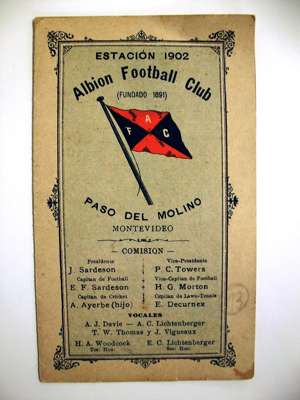 ESTACIÓN 1902
Albion Football Club
(FUNDADO 1891)
A
F C
PASO DEL MOLINO
MONTEVIDEO
COMISION
Presidente Vice-Presidente
J. Sardeson P. C. Towers
Capitan de Football Vice-Capitan de Football
E. F. Sardeson H. G. Morton
Capitan de Cricket Capitan de Lawn-Tennis
A. Ayerbe (hijo) E. Decurnex
VOCALES
A. J. Davie — A. C. Lichtenberger
T. W. Thomas y J. Vigneaux
H. A. Woodcock E. C. Lichtenberger
Tes: Hon: Sec: Hon: